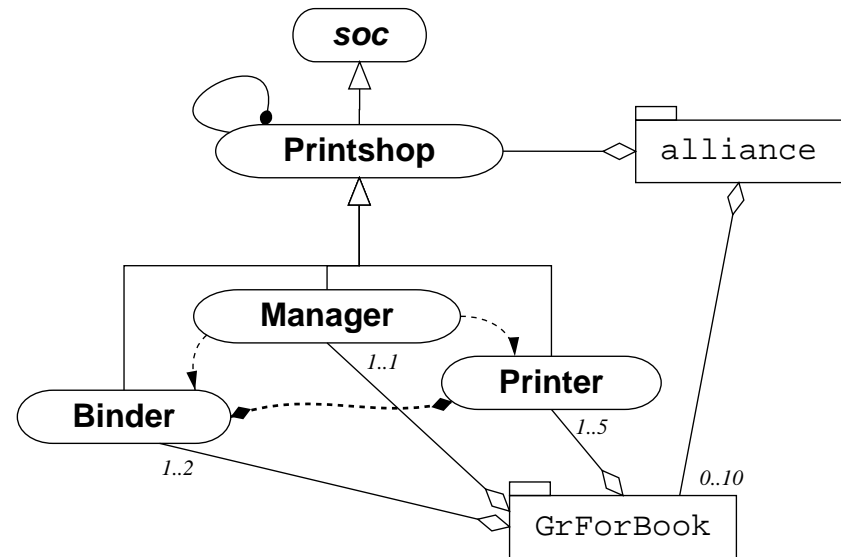 soc
Printshop
alliance
Manager
1..1
Printer
Binder
1..5
1..2
0..10
GrForBook